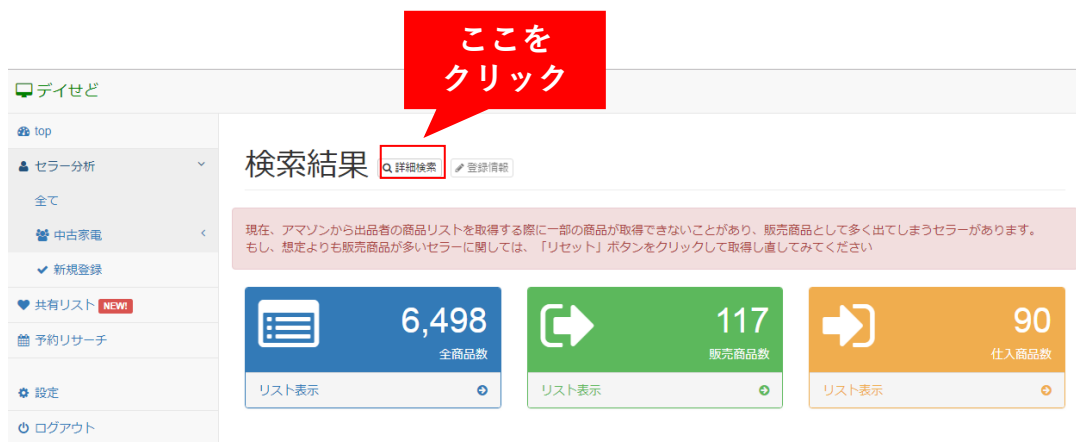 ここを
クリック
デイせど
top
セラー分析
全て
中古家電
新規登録
共有リスト NEW!
予約リサーチ
設定
ログアウト
検索結果 詳細検索 登録情報
現在、アマゾンから出品者の商品リストを取得する際に一部の商品が取得できないことがあり、販売商品として多く出てしまうセラーがあります。
もし、想定よりも販売商品が多いセラーに関しては、「リセット」ボタンをクリックして取得し直してみてください
6,498
全商品数
リスト表示
117
販売商品数
リスト表示
90
仕入商品数
リスト表示